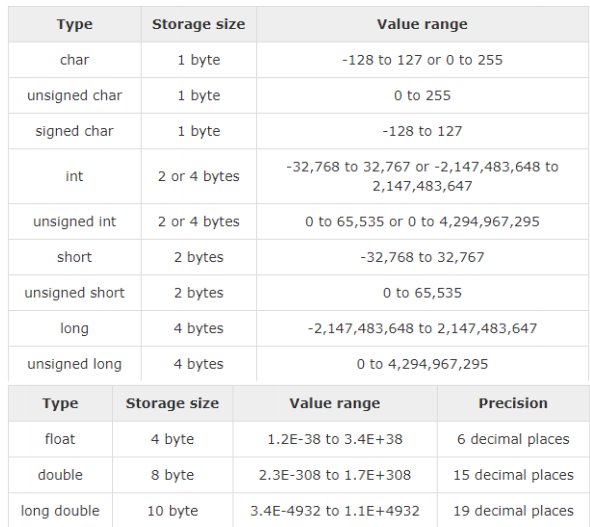 Type Storage size Value range
char 1 byte -128 to 127 or 0 to 255
unsigned char 1 byte 0 to 255
signed char 1 byte -128 to 127
int 2 or 4 bytes -32,768 to 32,767 or -2,147,483,648 to
2,147,483,647
unsigned int 2 or 4 bytes 0 to 65,535 or 0 to 4,294,967,295
short 2 bytes -32,768 to 32,767
unsigned short 2 bytes 0 to 65,535
long 4 bytes -2,147,483,648 to 2,147,483,647
unsigned long 4 bytes 0 to 4,294,967,295
Type Storage size Value range Precision
float 4 byte 1.2E-38 to 3.4E+38 6 decimal places
double 8 byte 2.3E-308 to 1.7E+308 15 decimal places
long double 10 byte 3.4E-4932 to 1.1E+4932 19 decimal places